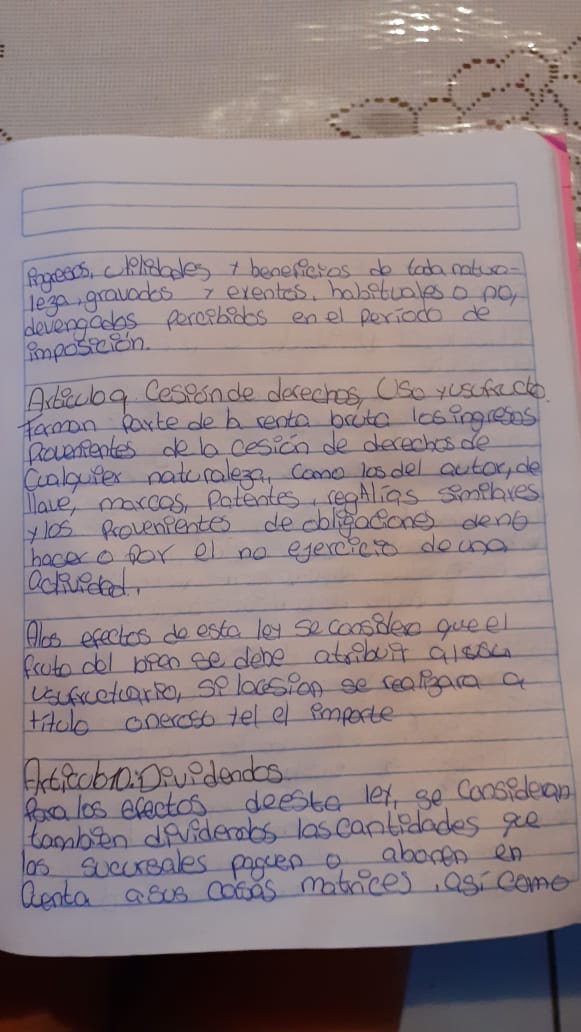 Ingresos, utilidades y beneficios de toda natura-
leza, gravados y exentos, habituales o no,
devengados percibidos en el período de
imposición.
Articulo 9 Cesión de derechos, Uso y usufructo.
forman parte de la renta bruta los ingresos
Provenientes de la cesión de derechos de
Cualquier naturaleza, Como los del autor, de
llave, marcas, Patentes, regAlías similares
y los Provenientes de obligaciones de no
hacer o por el no ejercicio de una
actividad.
A los efectos de esta ley se considera que el
fruto del bien se debe atribuir a
usufructuario, si la cesion se realizara a
titulo oneroso tel el importe
Articulo 10: Dividendos
Para los efectos de esta ley, se Consideran
también dividendos las cantidades que
las sucursales paguen o abonen en
Cuenta a sus casas matrices, así como